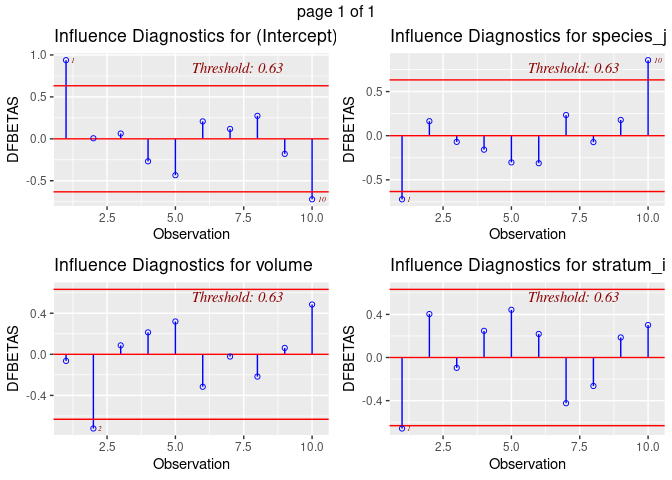 page 1 of 1
Influence Diagnostics for (Intercept)
1.0
0.5
0.0
-0.5
DFBETAS
Threshold: 0.63
1
10
2.5 5.0 7.5 10.0
Observation
Influence Diagnostics for species_j
0.5
0.0
-0.5
DFBETAS
Threshold: 0.63
10
1
2.5 5.0 7.5 10.0
Observation
Influence Diagnostics for volume
0.4
0.0
-0.4
DFBETAS
Threshold: 0.63
2
2.5 5.0 7.5 10.0
Observation
Influence Diagnostics for stratum_i
0.4
0.0
-0.4
DFBETAS
Threshold: 0.63
1
2.5 5.0 7.5 10.0
Observation